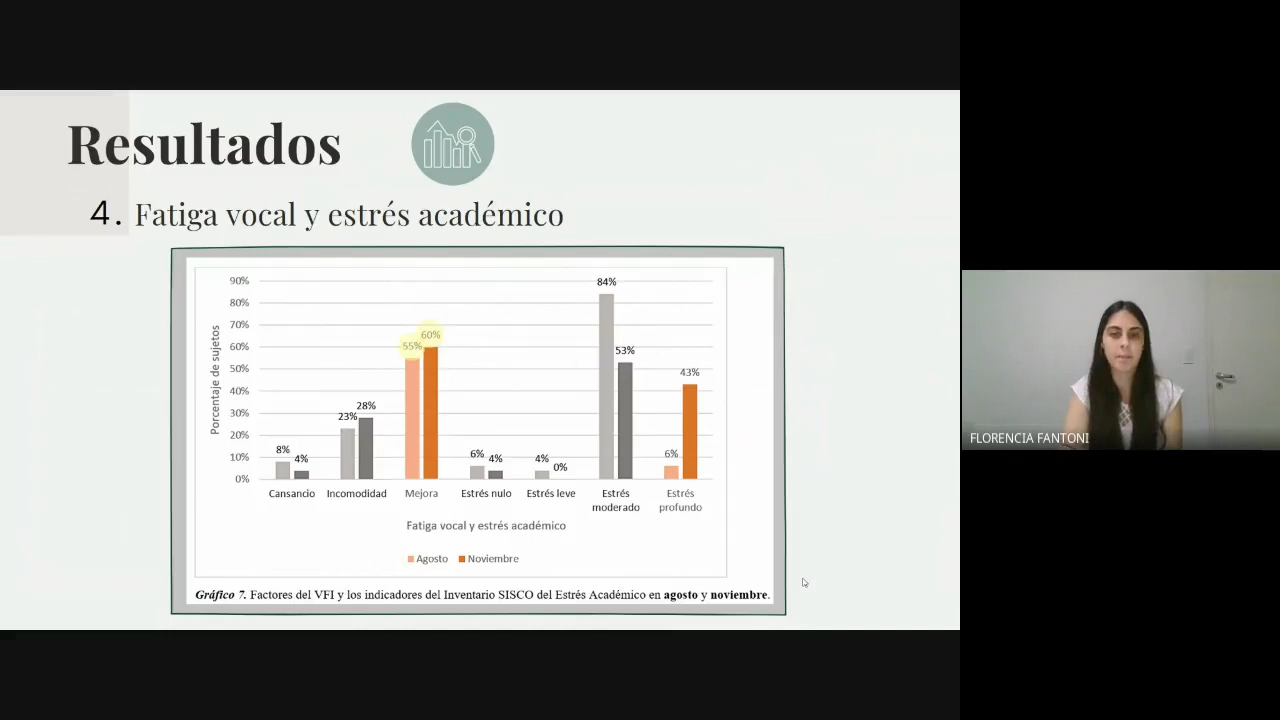 Resultados
4. Fatiga vocal y estrés académico
Porcentaje de sujetos
90%
80%
70%
60%
50%
40%
30%
20%
10%
0%
8%
4%
23%
28%
55%
60%
6%
4%
4%
0%
84%
53%
6%
43%
Cansancio
Incomodidad
Mejora
Estrés nulo
Estrés leve
Estrés
moderado
Estrés
profundo
Fatiga vocal y estrés académico
Agosto
Noviembre
Gráfico 7. Factores del VFI y los indicadores del Inventario SISCO del Estrés Académico en agosto y noviembre.
FLORENCIA FANTONI